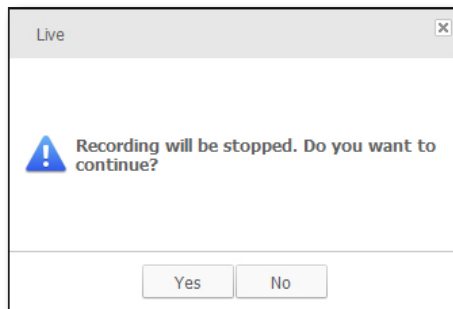 Live
Recording will be stopped. Do you want to
continue?
Yes
No